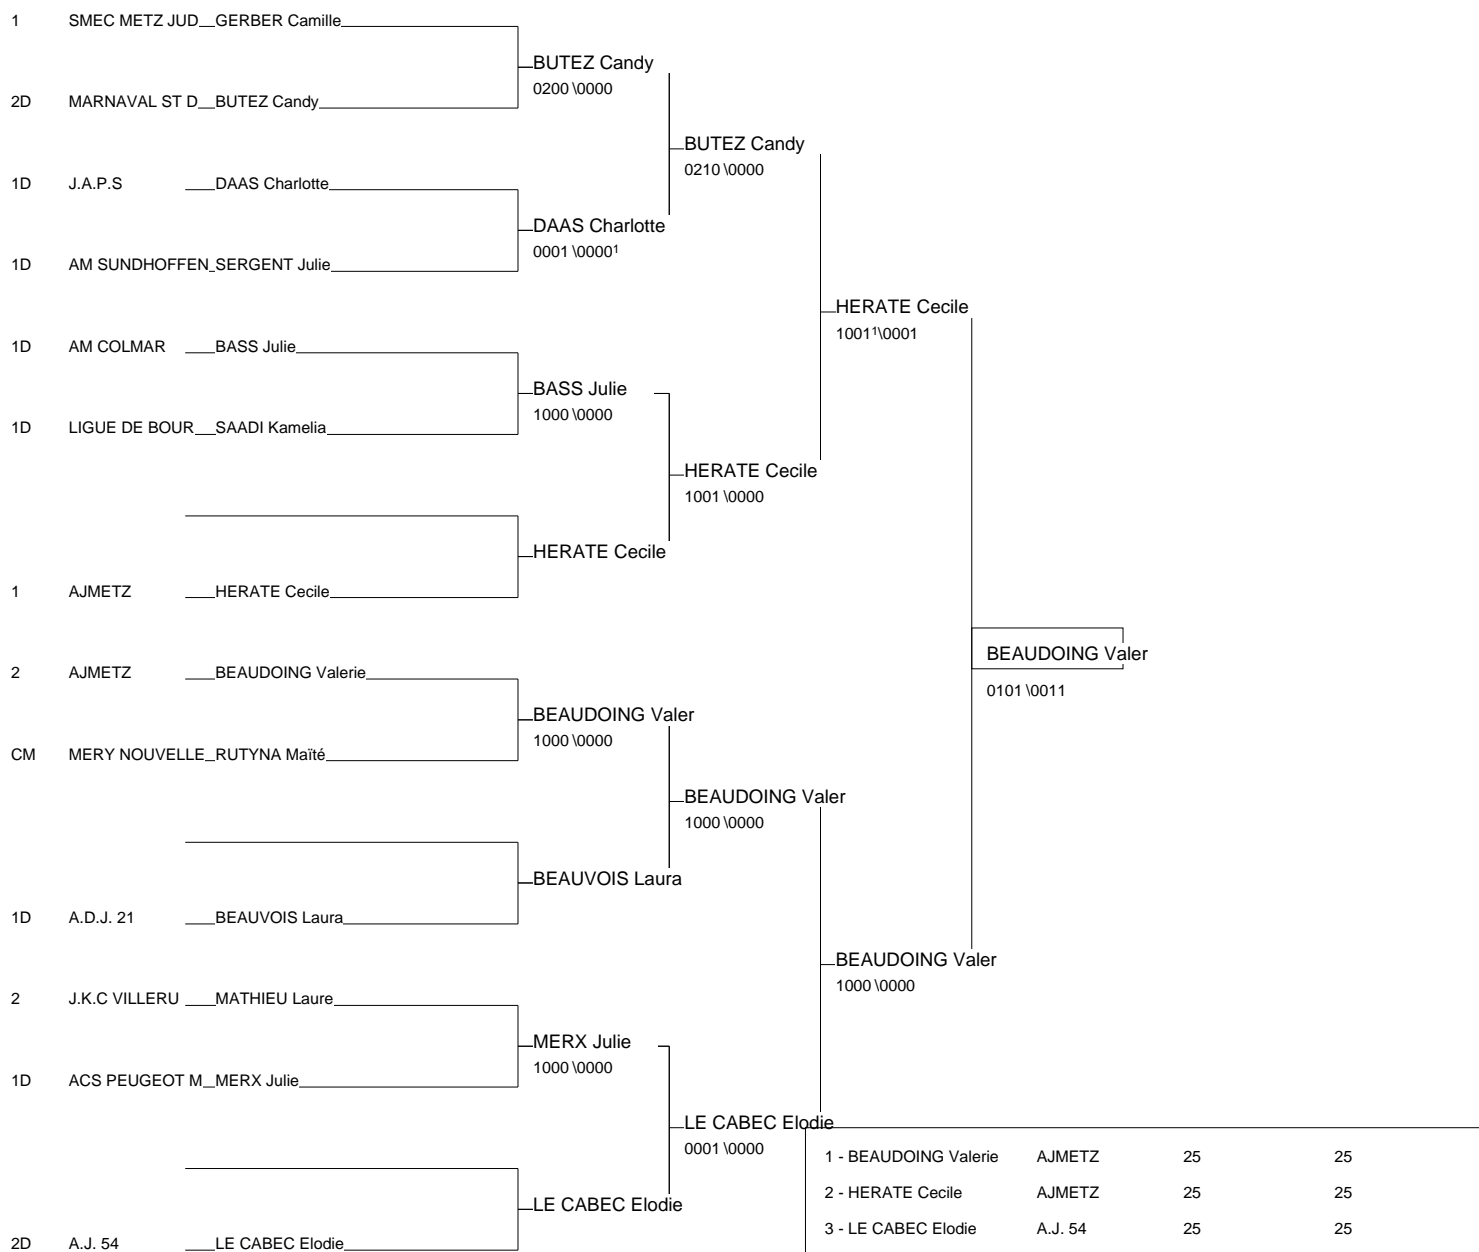 1 SMEC METZ JUD GERBER Camille
BUTEZ Candy
0200 \0000
2D MARNAVAL ST D BUTEZ Candy
BUTEZ Candy
0210 \0000
1D J.A.P.S DAAS Charlotte
DAAS Charlotte
0001 \0000¹
1D AM SUNDHOFFEN SERGENT Julie
HERATE Cecile
1001¹\0001
1D AM COLMAR BASS Julie
BASS Julie
1000 \0000
1D LIGUE DE BOUR SAADI Kamelia
HERATE Cecile
1001 \0000
HERATE Cecile
1 AJMETZ HERATE Cecile
BEAUDOING Valer
0101 \0011
2 AJMETZ BEAUDOING Valerie
BEAUDOING Valer
1000 \0000
CM MERY NOUVELLE RUTYNA Maïté
BEAUDOING Valer
1000 \0000
BEAUVOIS Laura
1D A.D.J. 21 BEAUVOIS Laura
BEAUDOING Valer
1000 \0000
2 J.K.C VILLERU MATHIEU Laure
MERX Julie
1000 \0000
1D ACS PEUGEOT M MERX Julie
LE CABEC Elodie
0001 \0000
LE CABEC Elodie
2D A.J. 54 LE CABEC Elodie
1 - BEAUDOING Valerie AJMETZ 25 25
2 - HERATE Cecile AJMETZ 25 25
3 - LE CABEC Elodie A.J. 54 25 25